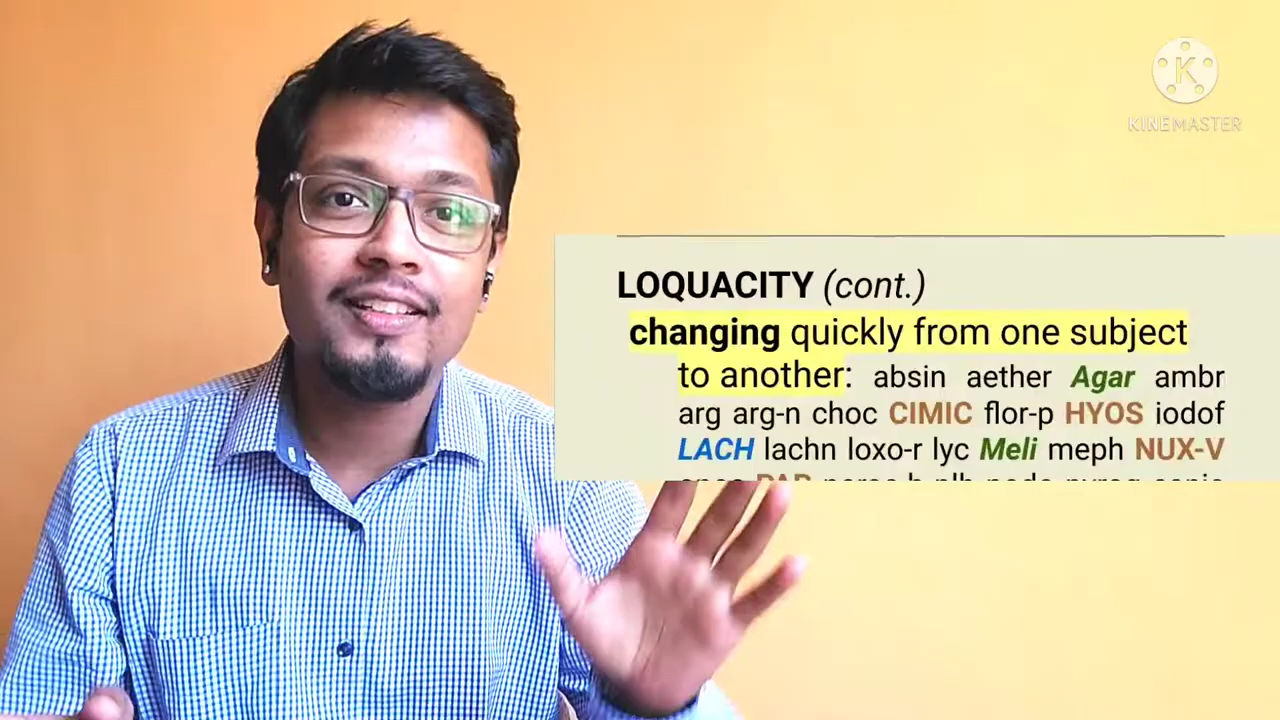 K
KINEMASTER
LOQUACITY (cont.)
changing quickly from one subject
to another: absin aether Agar ambr
arg arg-n choc CIMIC flor-p HYOS iodof
LACH lachn loxo-r lyc Meli meph NUX-V